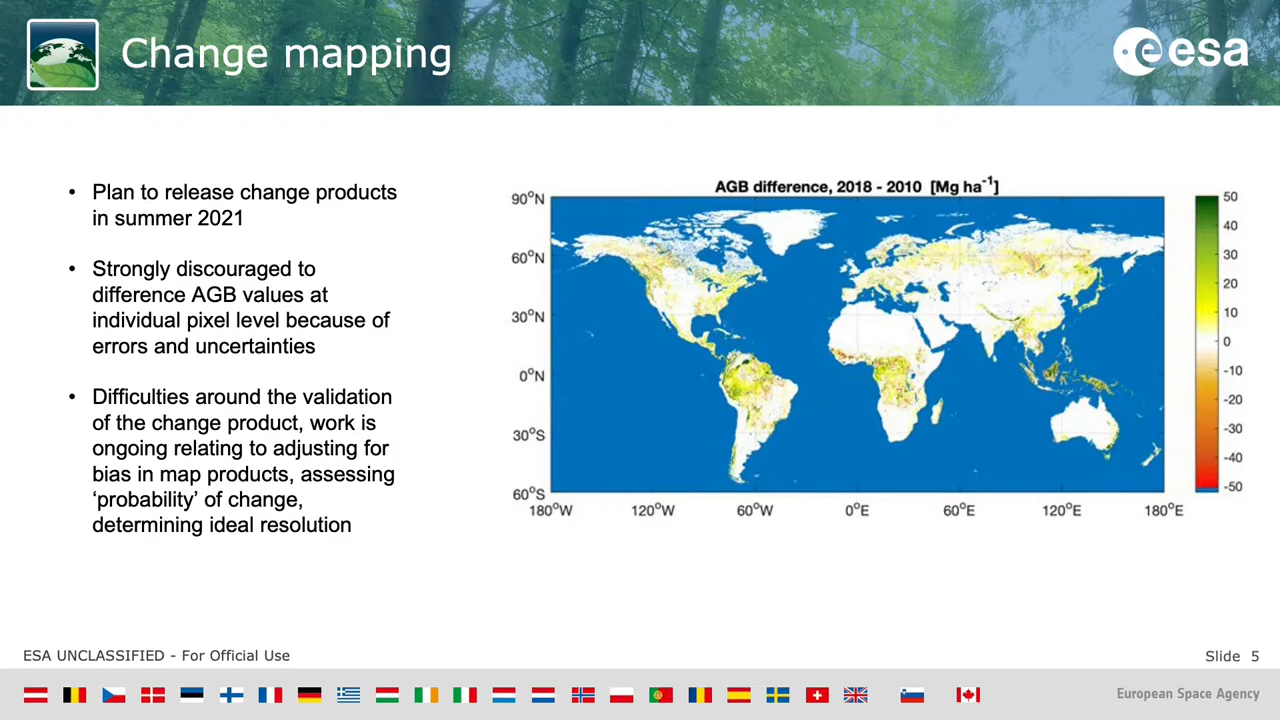 Change mapping
esa
• Plan to release change products
in summer 2021
• Strongly discouraged to
difference AGB values at
individual pixel level because of
errors and uncertainties
• Difficulties around the validation
of the change product, work is
ongoing relating to adjusting for
bias in map products, assessing
‘probability’ of change,
determining ideal resolution
AGB difference, 2018 - 2010 [Mg ha⁻¹]
90°N
60°N
30°N
0°N
30°S
60°S
180°W 120°W 60°W 0°E 60°E 120°E 180°E
50
40
30
20
10
0
-10
-20
-30
-40
-50
ESA UNCLASSIFIED - For Official Use
Slide 5
European Space Agency